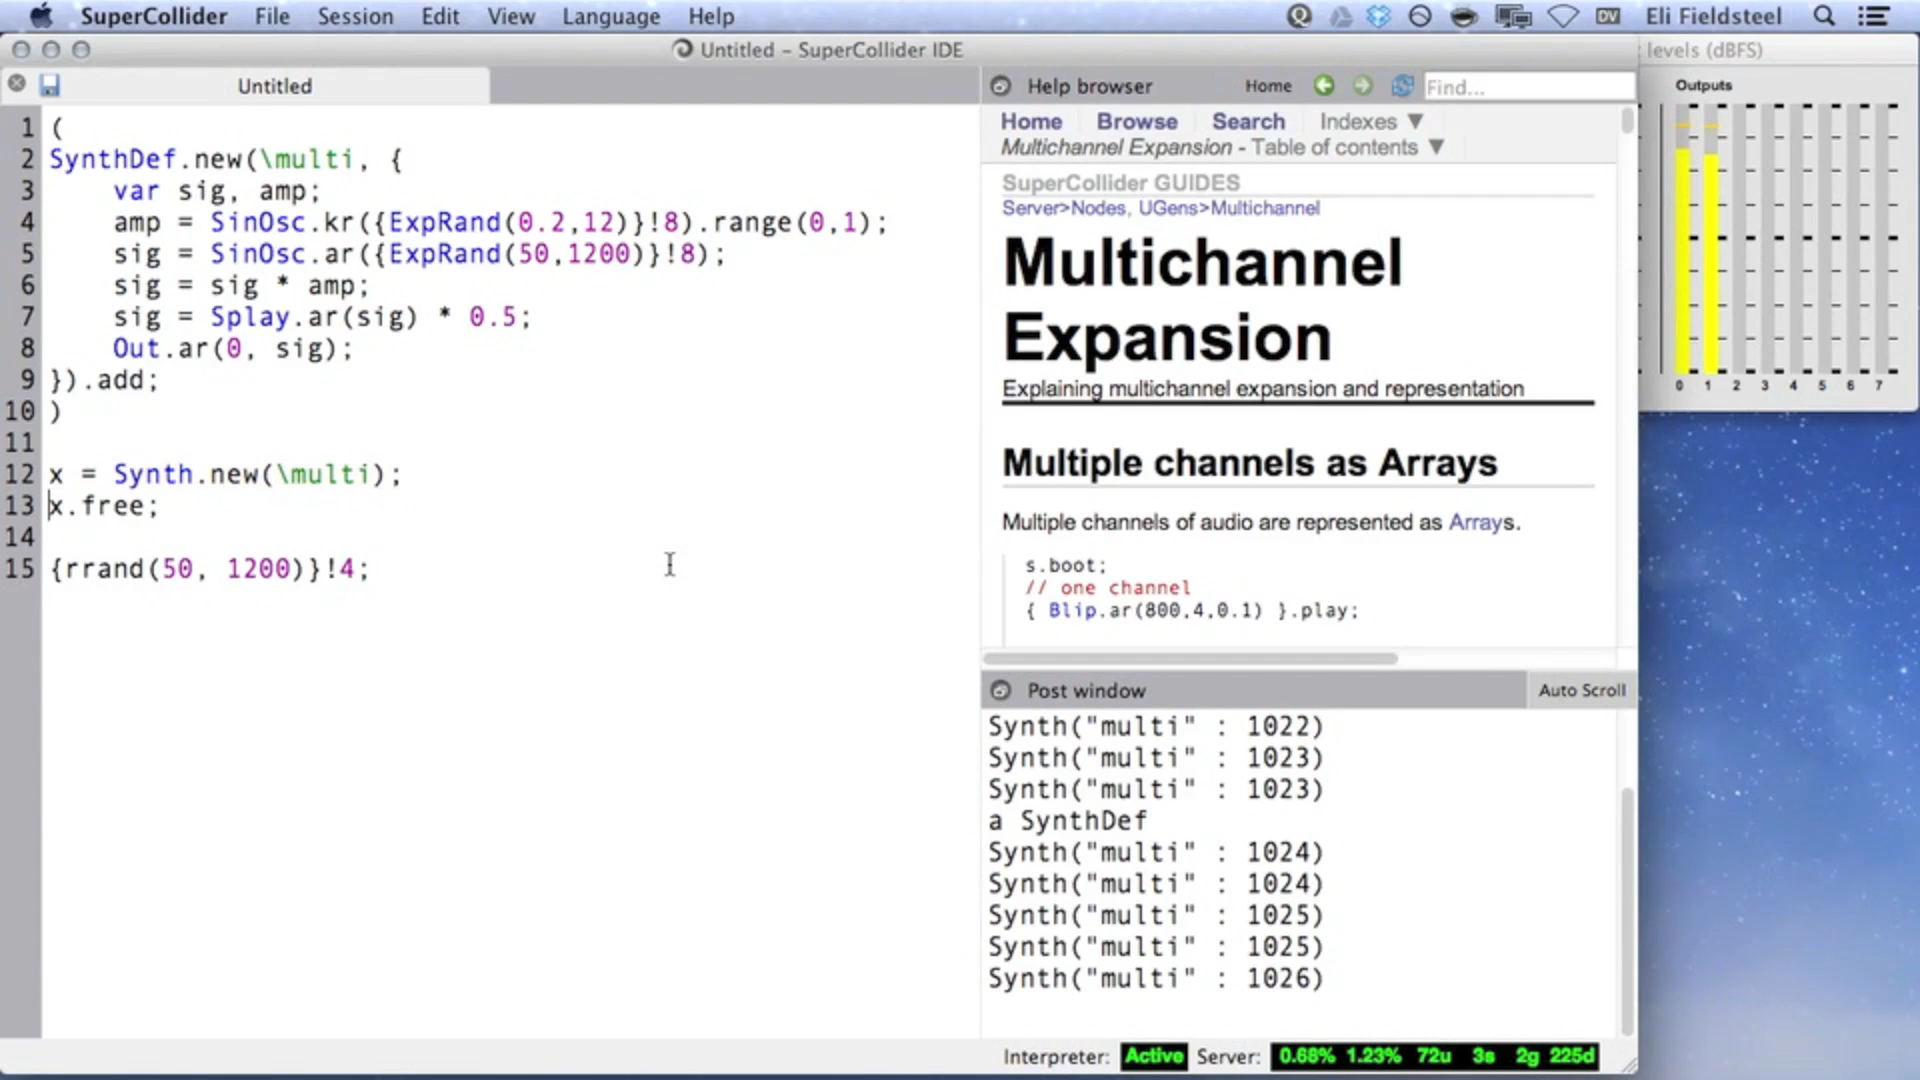 SuperCollider File Session Edit View Language Help DV Eli Fieldsteel
Untitled – SuperCollider IDE
levels (dBFS)
Untitled
Help browser Home Find...
Outputs
Home Browse Search Indexes ▼
Multichannel Expansion - Table of contents ▼
SuperCollider GUIDES
Server>Nodes, UGens>Multichannel
Multichannel
Expansion
Explaining multichannel expansion and representation
0 1 2 3 4 5 6 7
Multiple channels as Arrays
Multiple channels of audio are represented as Arrays.
s.boot;
// one channel
{ Blip.ar(800,4,0.1) }.play;
1 (
2 SynthDef.new(\multi, {
3 var sig, amp;
4 amp = SinOsc.kr({ExpRand(0.2,12)}!8).range(0,1);
5 sig = SinOsc.ar({ExpRand(50,1200)}!8);
6 sig = sig * amp;
7 sig = Splay.ar(sig) * 0.5;
8 Out.ar(0, sig);
9 }).add;
10 )
11
12 x = Synth.new(\multi);
13 x.free;
14
15 {rrand(50, 1200)}!4;
Post window Auto Scroll
Synth("multi" : 1022)
Synth("multi" : 1023)
Synth("multi" : 1023)
a SynthDef
Synth("multi" : 1024)
Synth("multi" : 1024)
Synth("multi" : 1025)
Synth("multi" : 1025)
Synth("multi" : 1026)
Interpreter: Active Server: 0.68% 1.23% 72u 3s 2g 225d